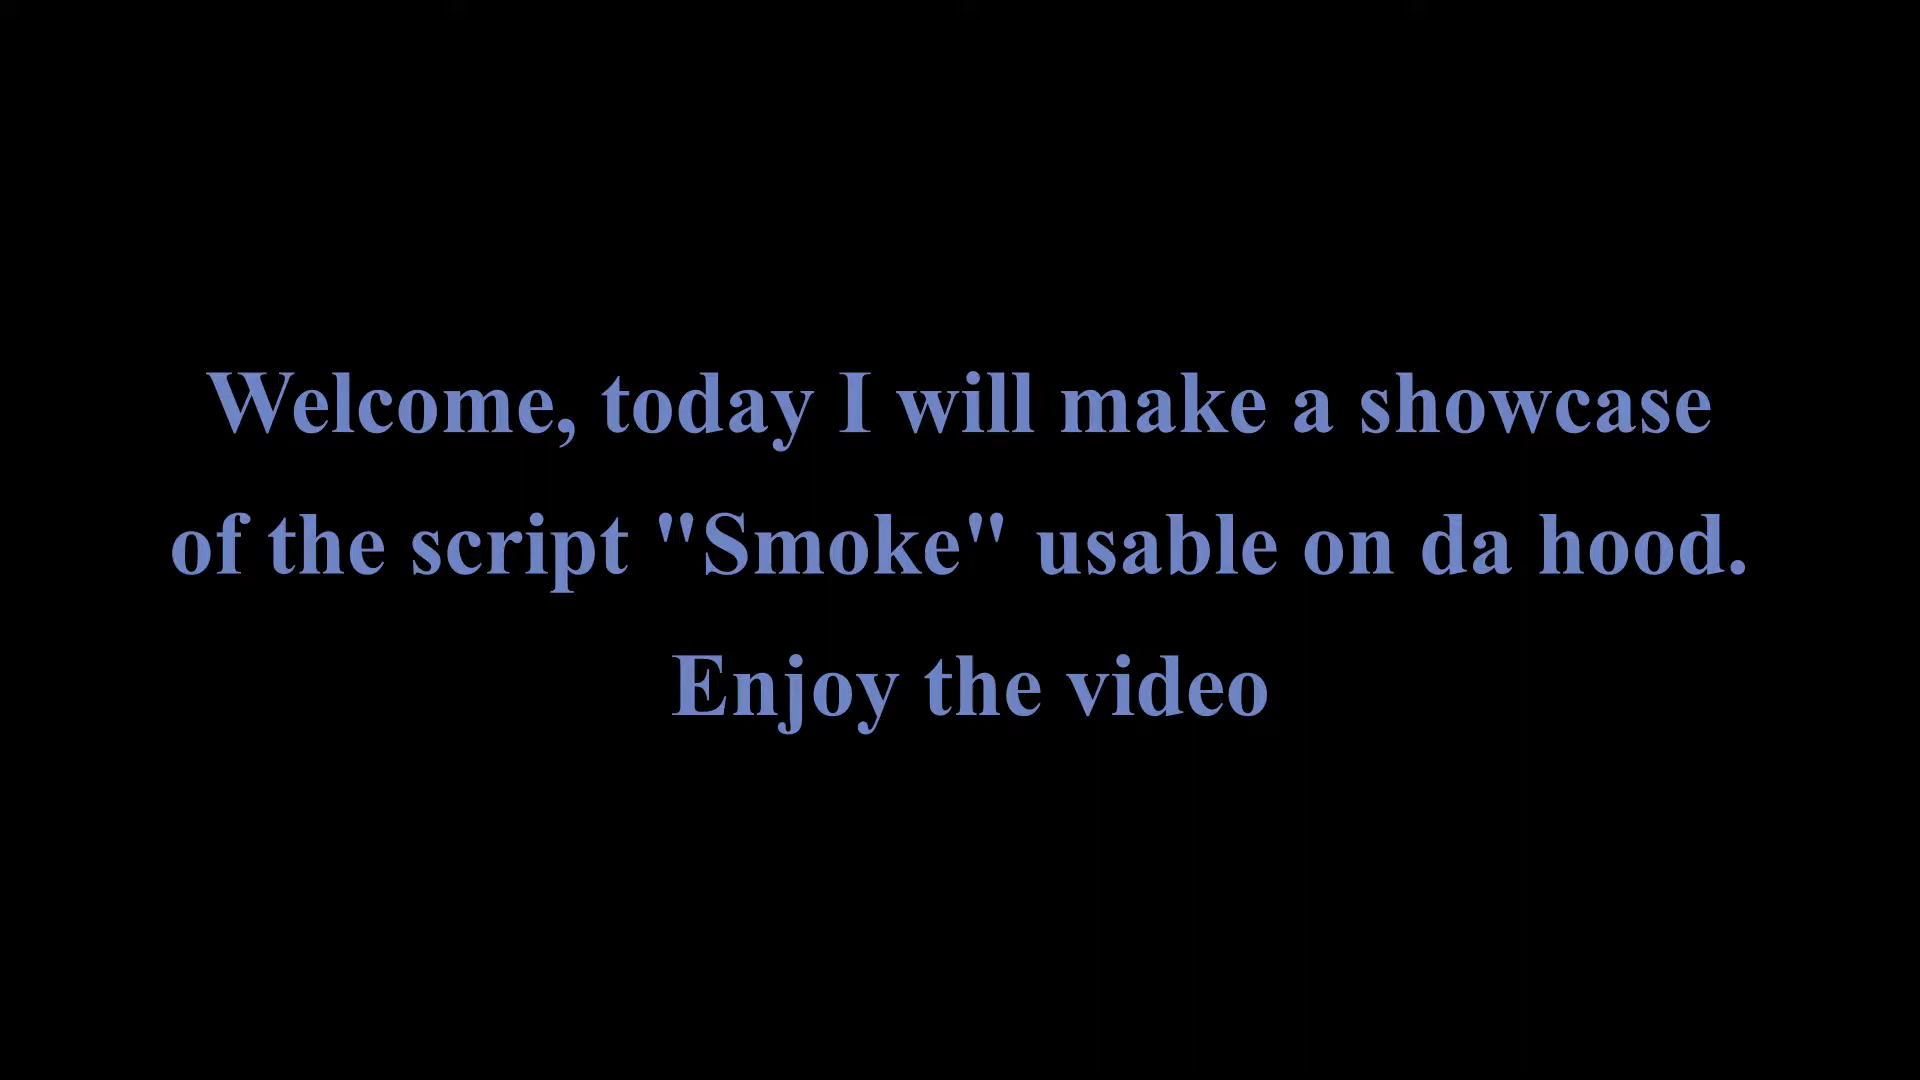 Welcome, today I will make a showcase
of the script "Smoke" usable on da hood.
Enjoy the video